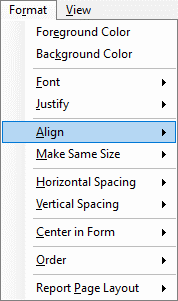 Format View
Foreground Color
Background Color
Font
Justify
Align
Make Same Size
Horizontal Spacing
Vertical Spacing
Center in Form
Order
Report Page Layout